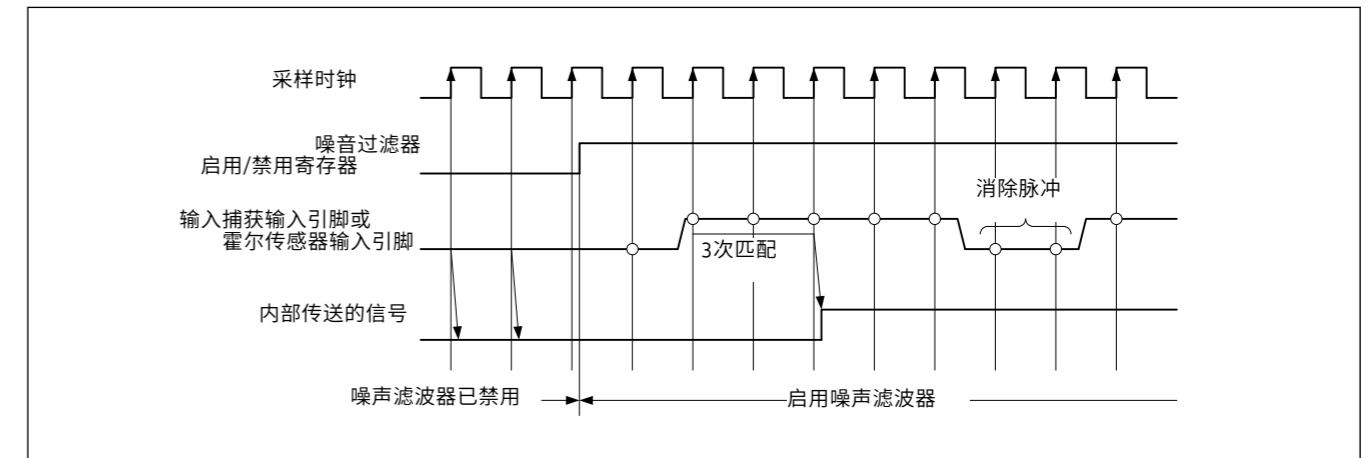 采样时钟
噪音过滤器
启用/禁用寄存器
消除脉冲
输入捕获输入引脚或
霍尔传感器输入引脚
3次匹配
内部传送的信号
噪声滤波器已禁用
启用噪声滤波器